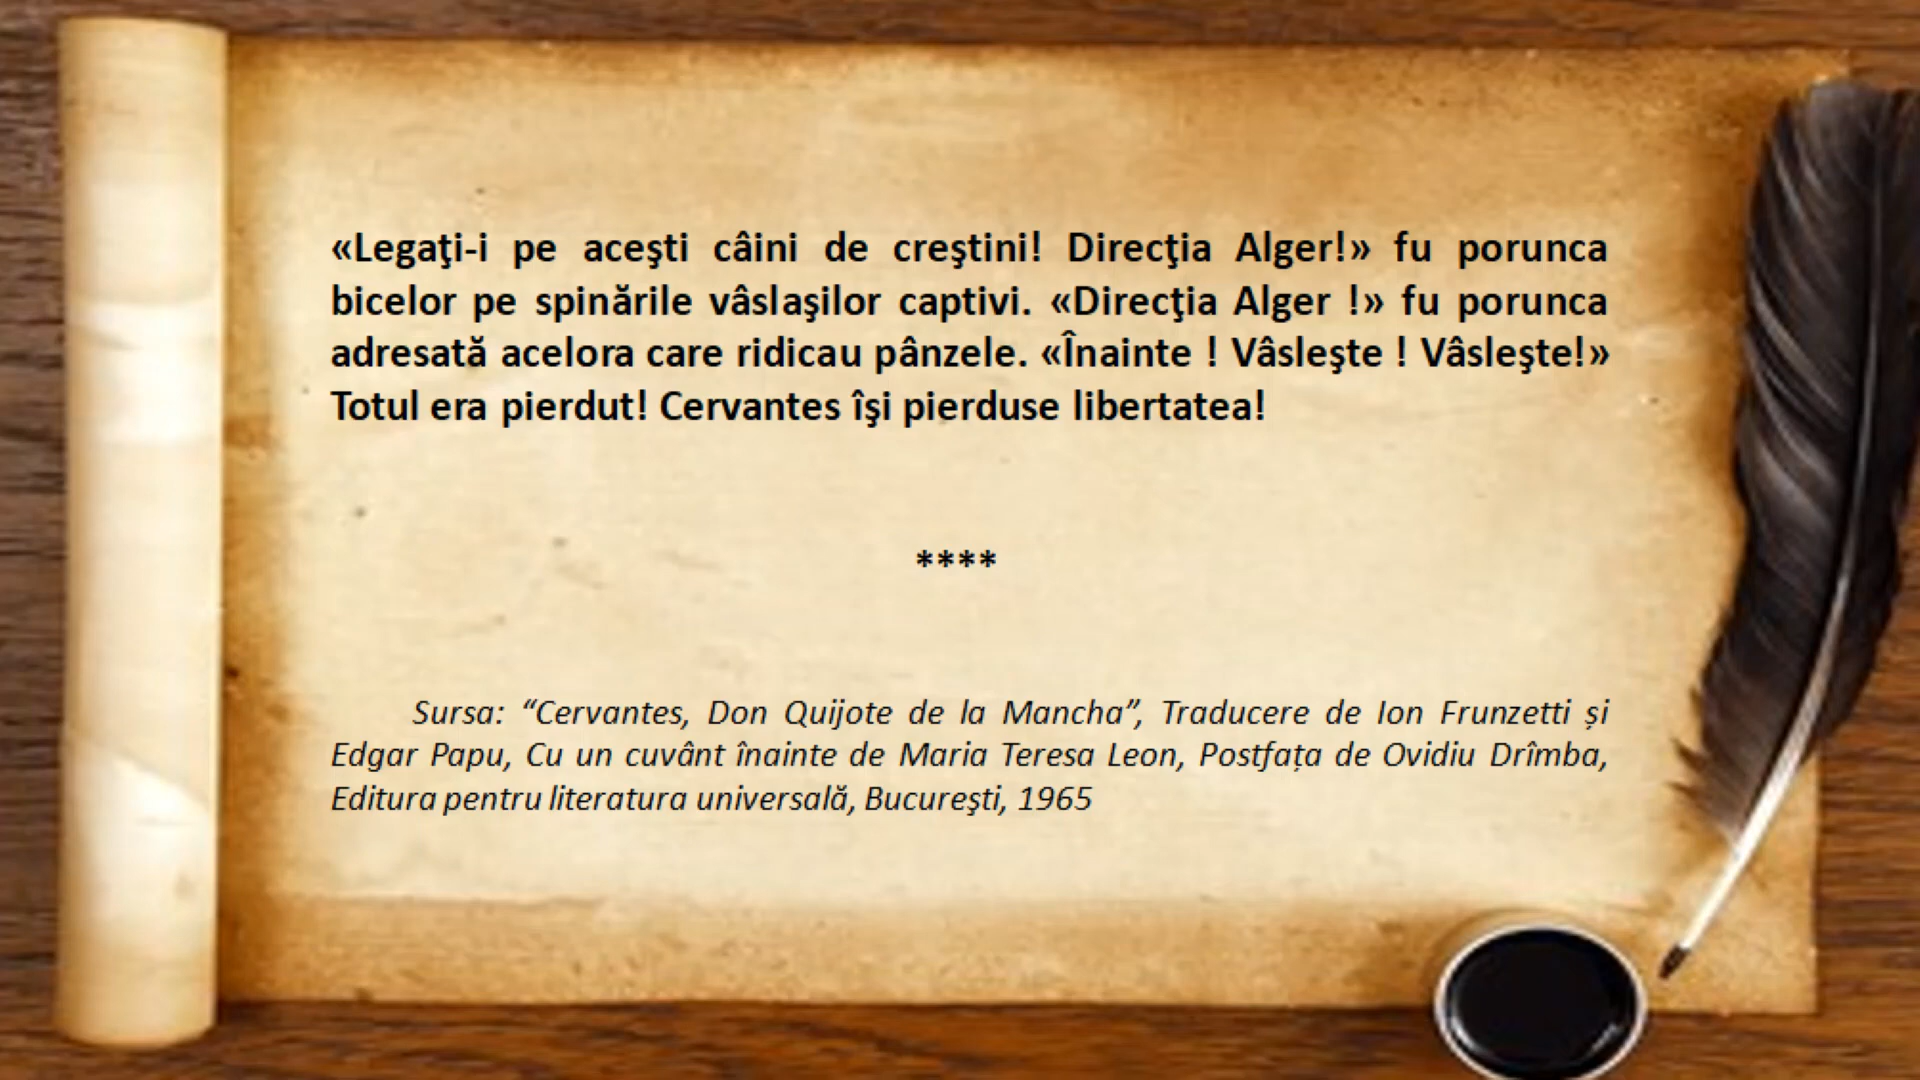 «Legaţi-i pe aceşti câini de creştini! Direcţia Alger!» fu porunca
bicelor pe spinările vâslaşilor captivi. «Direcţia Alger !» fu porunca
adresată acelora care ridicau pânzele. «Înainte ! Vâsleşte ! Vâsleşte!»
Totul era pierdut! Cervantes îşi pierduse libertatea!
****
Sursa: “Cervantes, Don Quijote de la Mancha”, Traducere de Ion Frunzetti și
Edgar Papu, Cu un cuvânt înainte de Maria Teresa Leon, Postfața de Ovidiu Drîmba,
Editura pentru literatura universală, Bucureşti, 1965